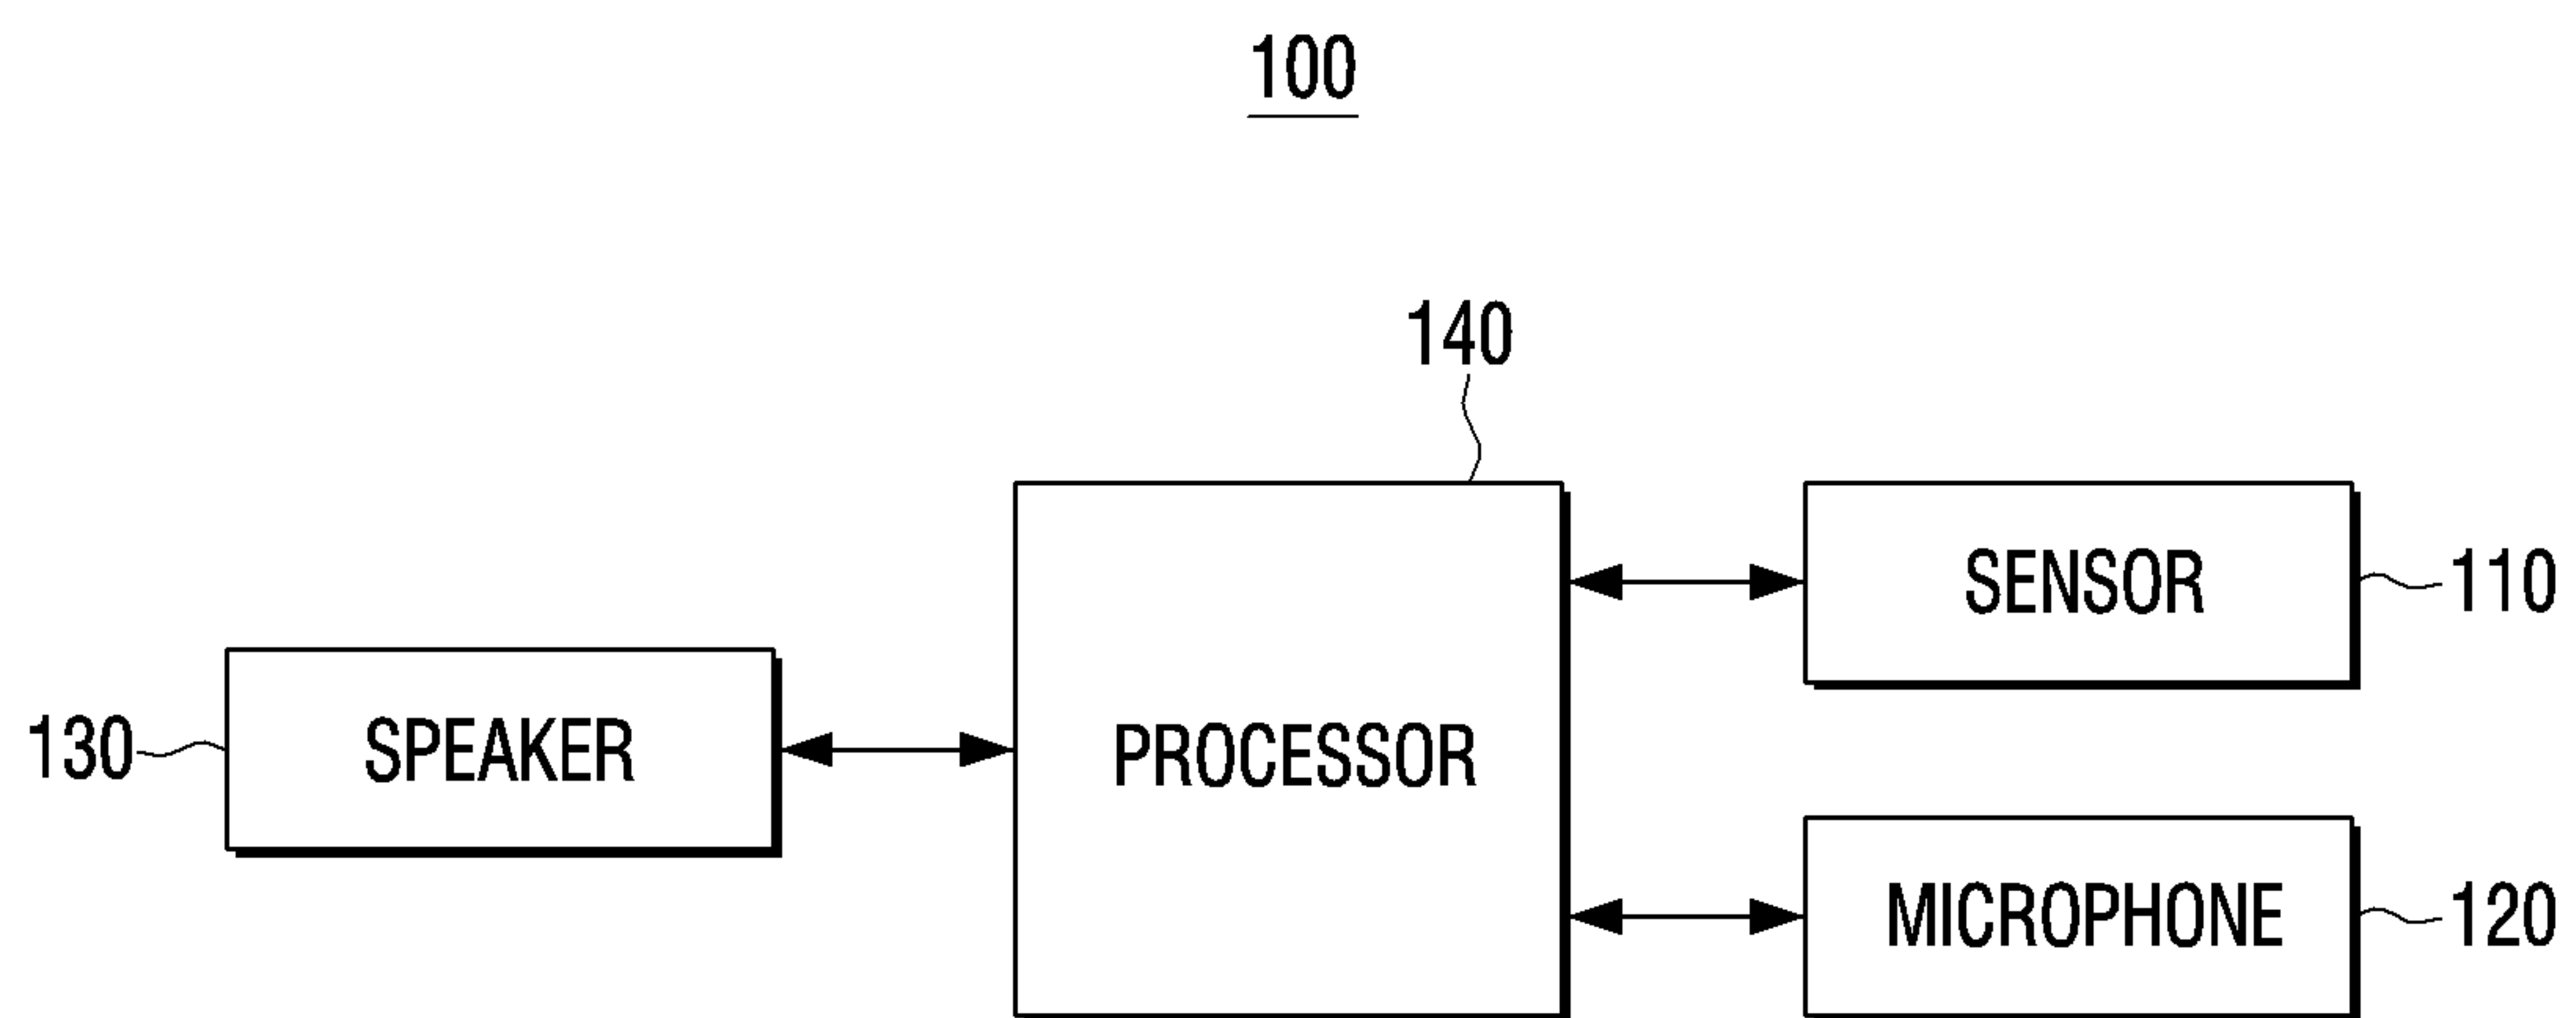 100
140
SENSOR 110
130 SPEAKER
PROCESSOR
MICROPHONE 120